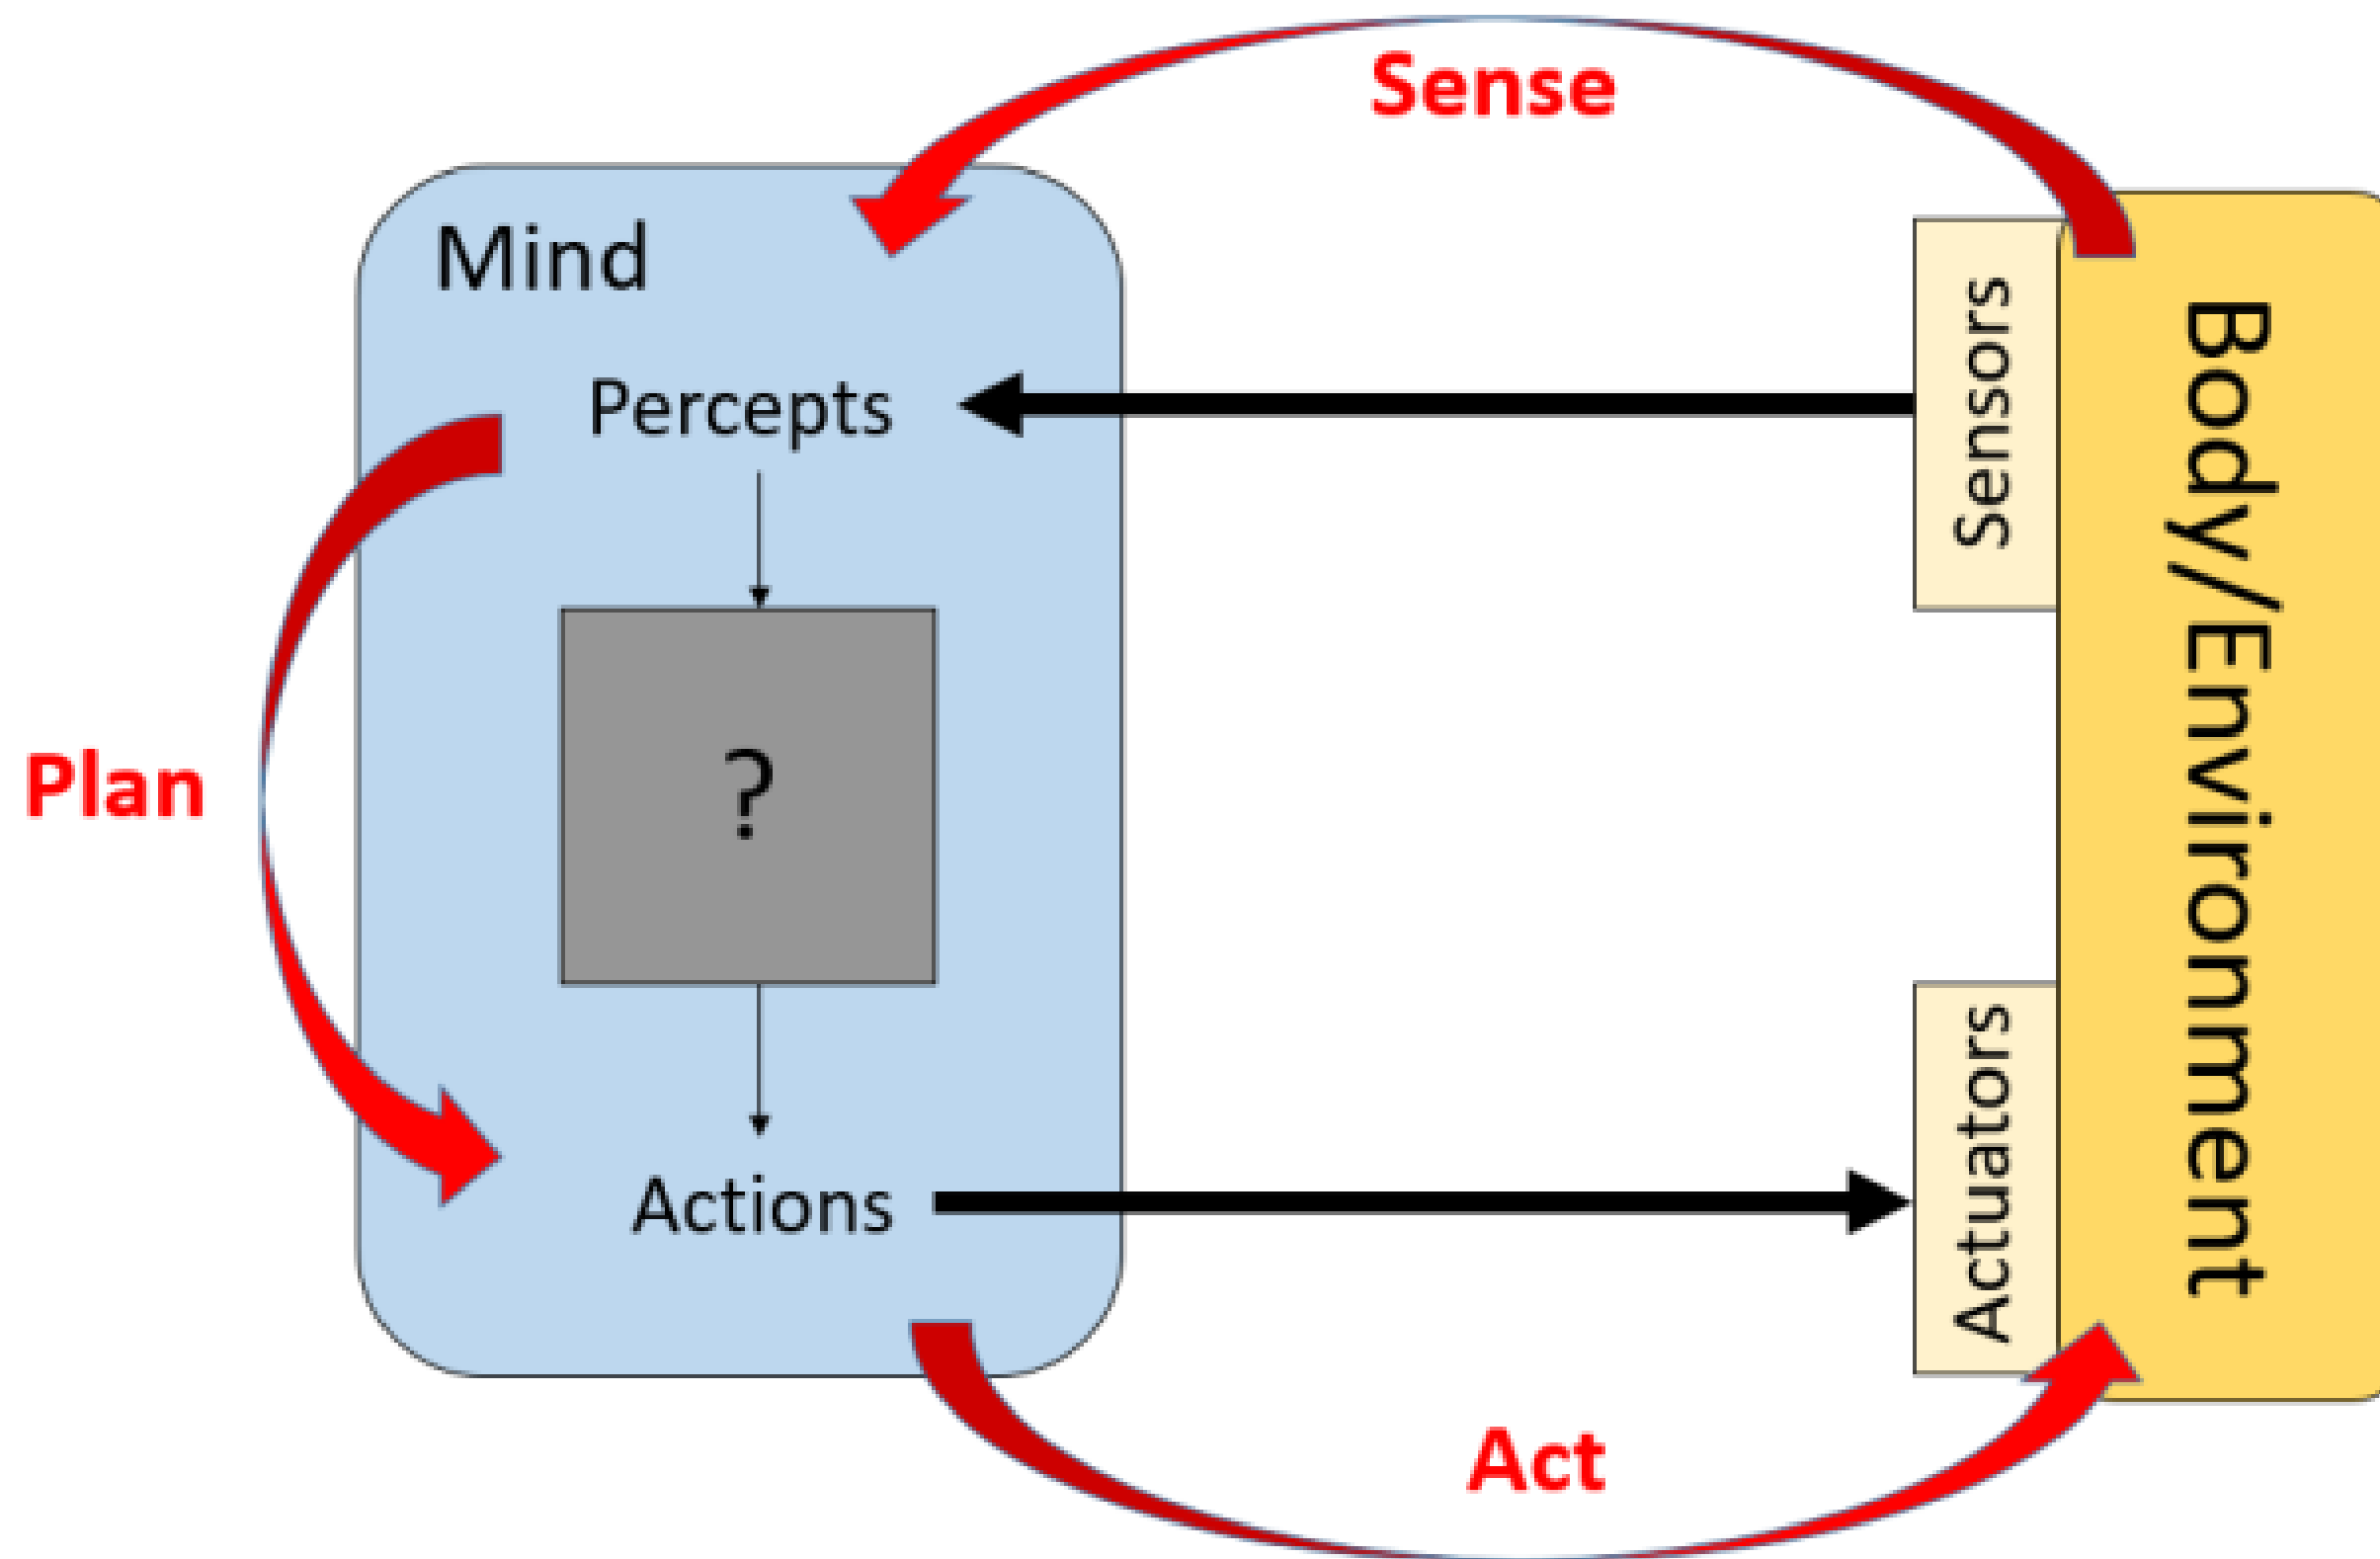 Sense
Mind
Percepts
Sensors
Body/Environment
?
Plan
Actions
Actuators
Act